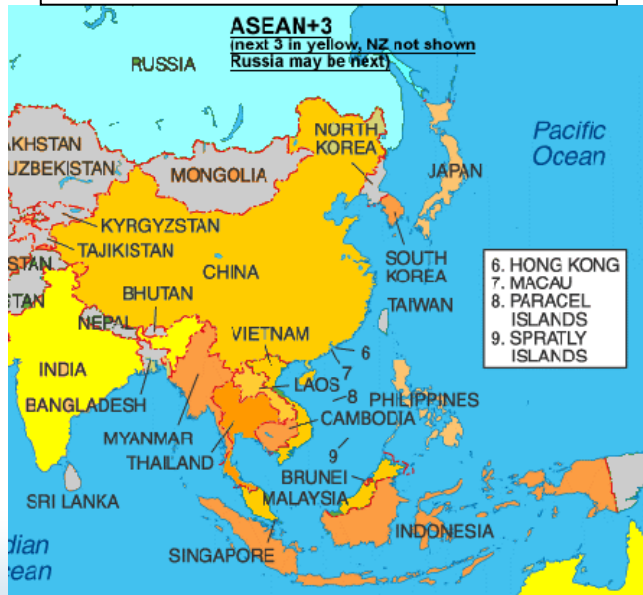 ASEAN+3
(next 3 in yellow, NZ not shown
Russia may be next)
RUSSIA
NORTH
KOREA
Pacific
Ocean
AKHSTAN
UZBEKISTAN
MONGOLIA
JAPAN
KYRGYZSTAN
TAJIKISTAN
STAN
STAN
CHINA
SOUTH
KOREA
6. HONG KONG
7. MACAU
8. PARACEL
ISLANDS
9. SPRATLY
ISLANDS
BHUTAN
TAIWAN
NEPAL
VIETNAM
6
INDIA
LAOS
7
BANGLADESH
8
PHILIPPINES
CAMBODIA
MYANMAR
THAILAND
9
BRUNEI
SRI LANKA
MALAYSIA
INDONESIA
dian
cean
SINGAPORE